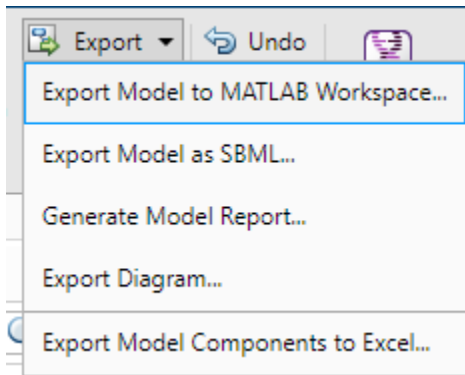 Export Undo
Export Model to MATLAB Workspace...
Export Model as SBML...
Generate Model Report...
Export Diagram...
Export Model Components to Excel...